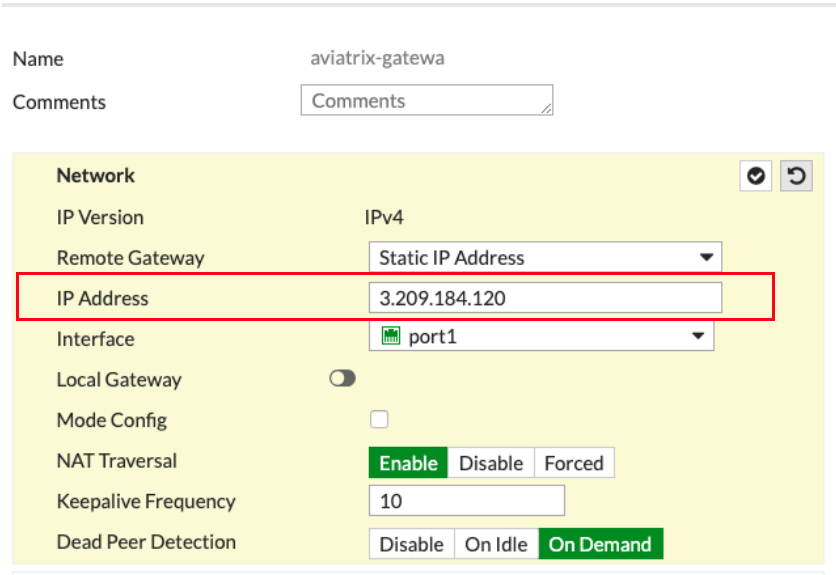 Name aviatrix-gatewa
Comments Comments
Network
IP Version IPv4
Remote Gateway Static IP Address
IP Address 3.209.184.120
Interface port1
Local Gateway
Mode Config
NAT Traversal Enable Disable Forced
Keepalive Frequency 10
Dead Peer Detection Disable On Idle On Demand